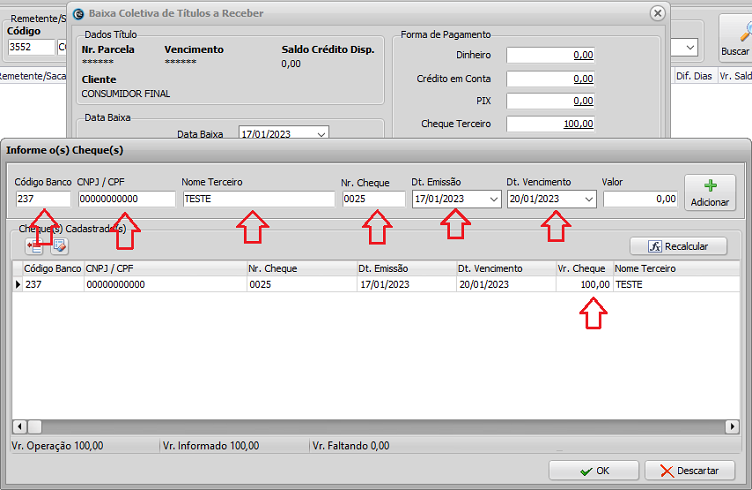 Baixa Coletiva de Títulos a Receber
Remetente/Sac
Código
3552
Buscar
Remetente/Saca
Dif. Dias
Vr. Sald
Dados Título
Nr. Parcela Vencimento Saldo Crédito Disp.
****** ****** 0,00
Cliente
CONSUMIDOR FINAL
Data Baixa
Data Baixa 17/01/2023
Forma de Pagamento
Dinheiro 0,00
Crédito em Conta 0,00
PIX 0,00
Cheque Terceiro 100,00
Informe o(s) Cheque(s)
Código Banco CNPJ / CPF Nome Terceiro Nr. Cheque Dt. Emissão Dt. Vencimento Valor
237 00000000000 TESTE 0025 17/01/2023 20/01/2023 0,00
Adicionar
Cheque(s) Cadastrado(s)
Recalcular
Código Banco CNPJ / CPF Nr. Cheque Dt. Emissão Dt. Vencimento Vr. Cheque Nome Terceiro
237 00000000000 0025 17/01/2023 20/01/2023 100,00 TESTE
Vr. Operação 100,00 Vr. Informado 100,00 Vr. Faltando 0,00
OK Descartar